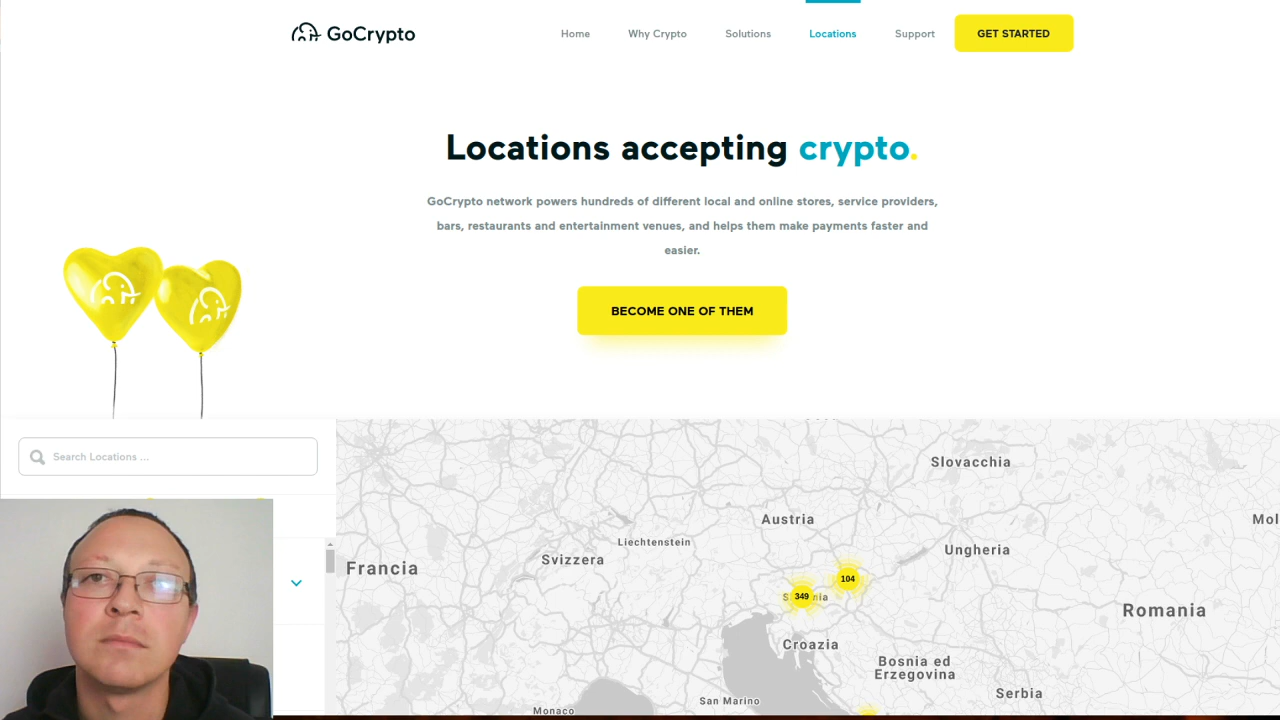 GoCrypto
Home
Why Crypto
Solutions
Locations
Support
GET STARTED
Locations accepting crypto.
GoCrypto network powers hundreds of different local and online stores, service providers,
bars, restaurants and entertainment venues, and helps them make payments faster and
easier.
BECOME ONE OF THEM
Search Locations ...
Slovacchia
Austria
Mol
Liechtenstein
Ungheria
Svizzera
Francia
104
349
Romania
Croazia
Bosnia ed
Erzegovina
Serbia
San Marino
Monaco